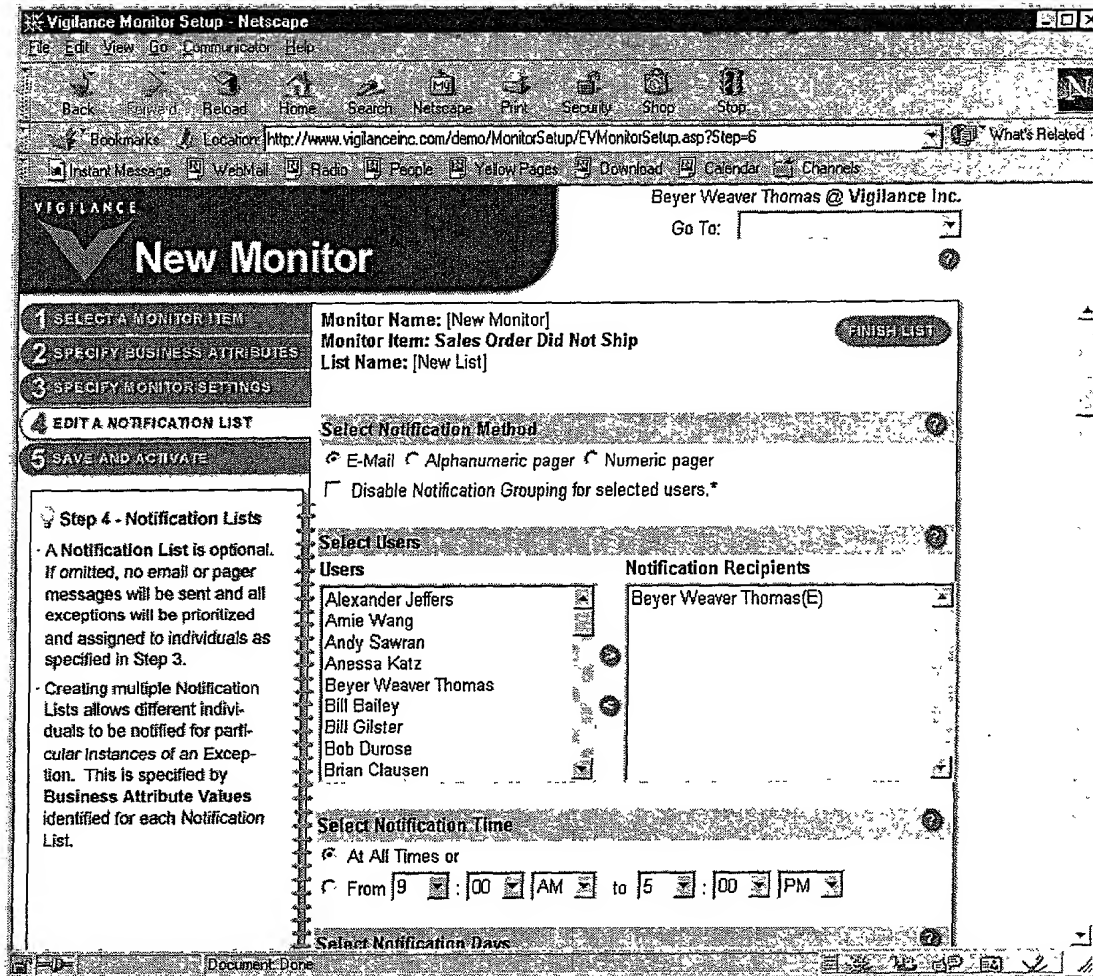 Vigilance Monitor Setup - Netscape
File Edit View Go Communicator Help
Back Forward Reload Home Search Netscape Print Security Shop Stop
My
N
Bookmarks Location: http://www.vigilanceinc.com/demo/MonitorSetup/EVMonitorSetup.asp?Step=6 What's Related
Instant Message WebMail Radio People Yellow Pages Download Calendar Channels
VIGILANCE
New Monitor
Beyer Weaver Thomas @ Vigilance Inc.
Go To:
1 SELECT A MONITOR ITEM
2 SPECIFY BUSINESS ATTRIBUTES
3 SPECIFY MONITOR SETTINGS
4 EDIT A NOTIFICATION LIST
5 SAVE AND ACTIVATE
Step 4 - Notification Lists
- A Notification List is optional.
If omitted, no email or pager
messages will be sent and all
exceptions will be prioritized
and assigned to individuals as
specified in Step 3.
- Creating multiple Notification
Lists allows different indivi-
duals to be notified for parti-
cular Instances of an Excep-
tion. This is specified by
Business Attribute Values
identified for each Notification
List.
Monitor Name: [New Monitor]
Monitor Item: Sales Order Did Not Ship
List Name: [New List]
FINISH LIST
Select Notification Method
E-Mail Alphanumeric pager Numeric pager
Disable Notification Grouping for selected users.*
Select Users
Users
Alexander Jeffers
Amie Wang
Andy Sawran
Anessa Katz
Beyer Weaver Thomas
Bill Bailey
Bill Gilster
Bob Durose
Brian Clausen
Notification Recipients
Beyer Weaver Thomas(E)
Select Notification Time
At All Times or
From 9 : 00 AM to 5 : 00 PM
Select Notification Days
Document: Done